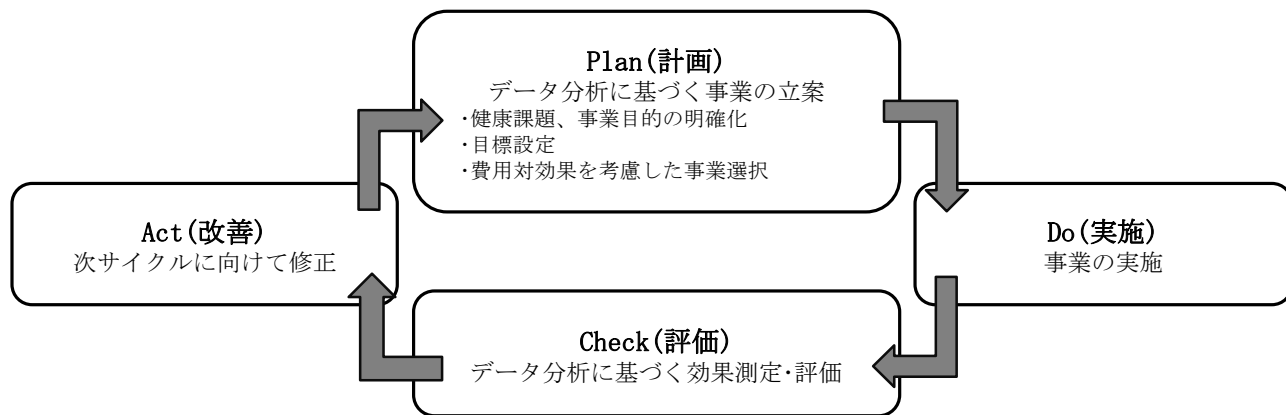 Plan(計画)
データ分析に基づく事業の立案
･健康課題、事業目的の明確化
･目標設定
･費用対効果を考慮した事業選択
Act(改善)
次サイクルに向けて修正
Do(実施)
事業の実施
Check(評価)
データ分析に基づく効果測定･評価